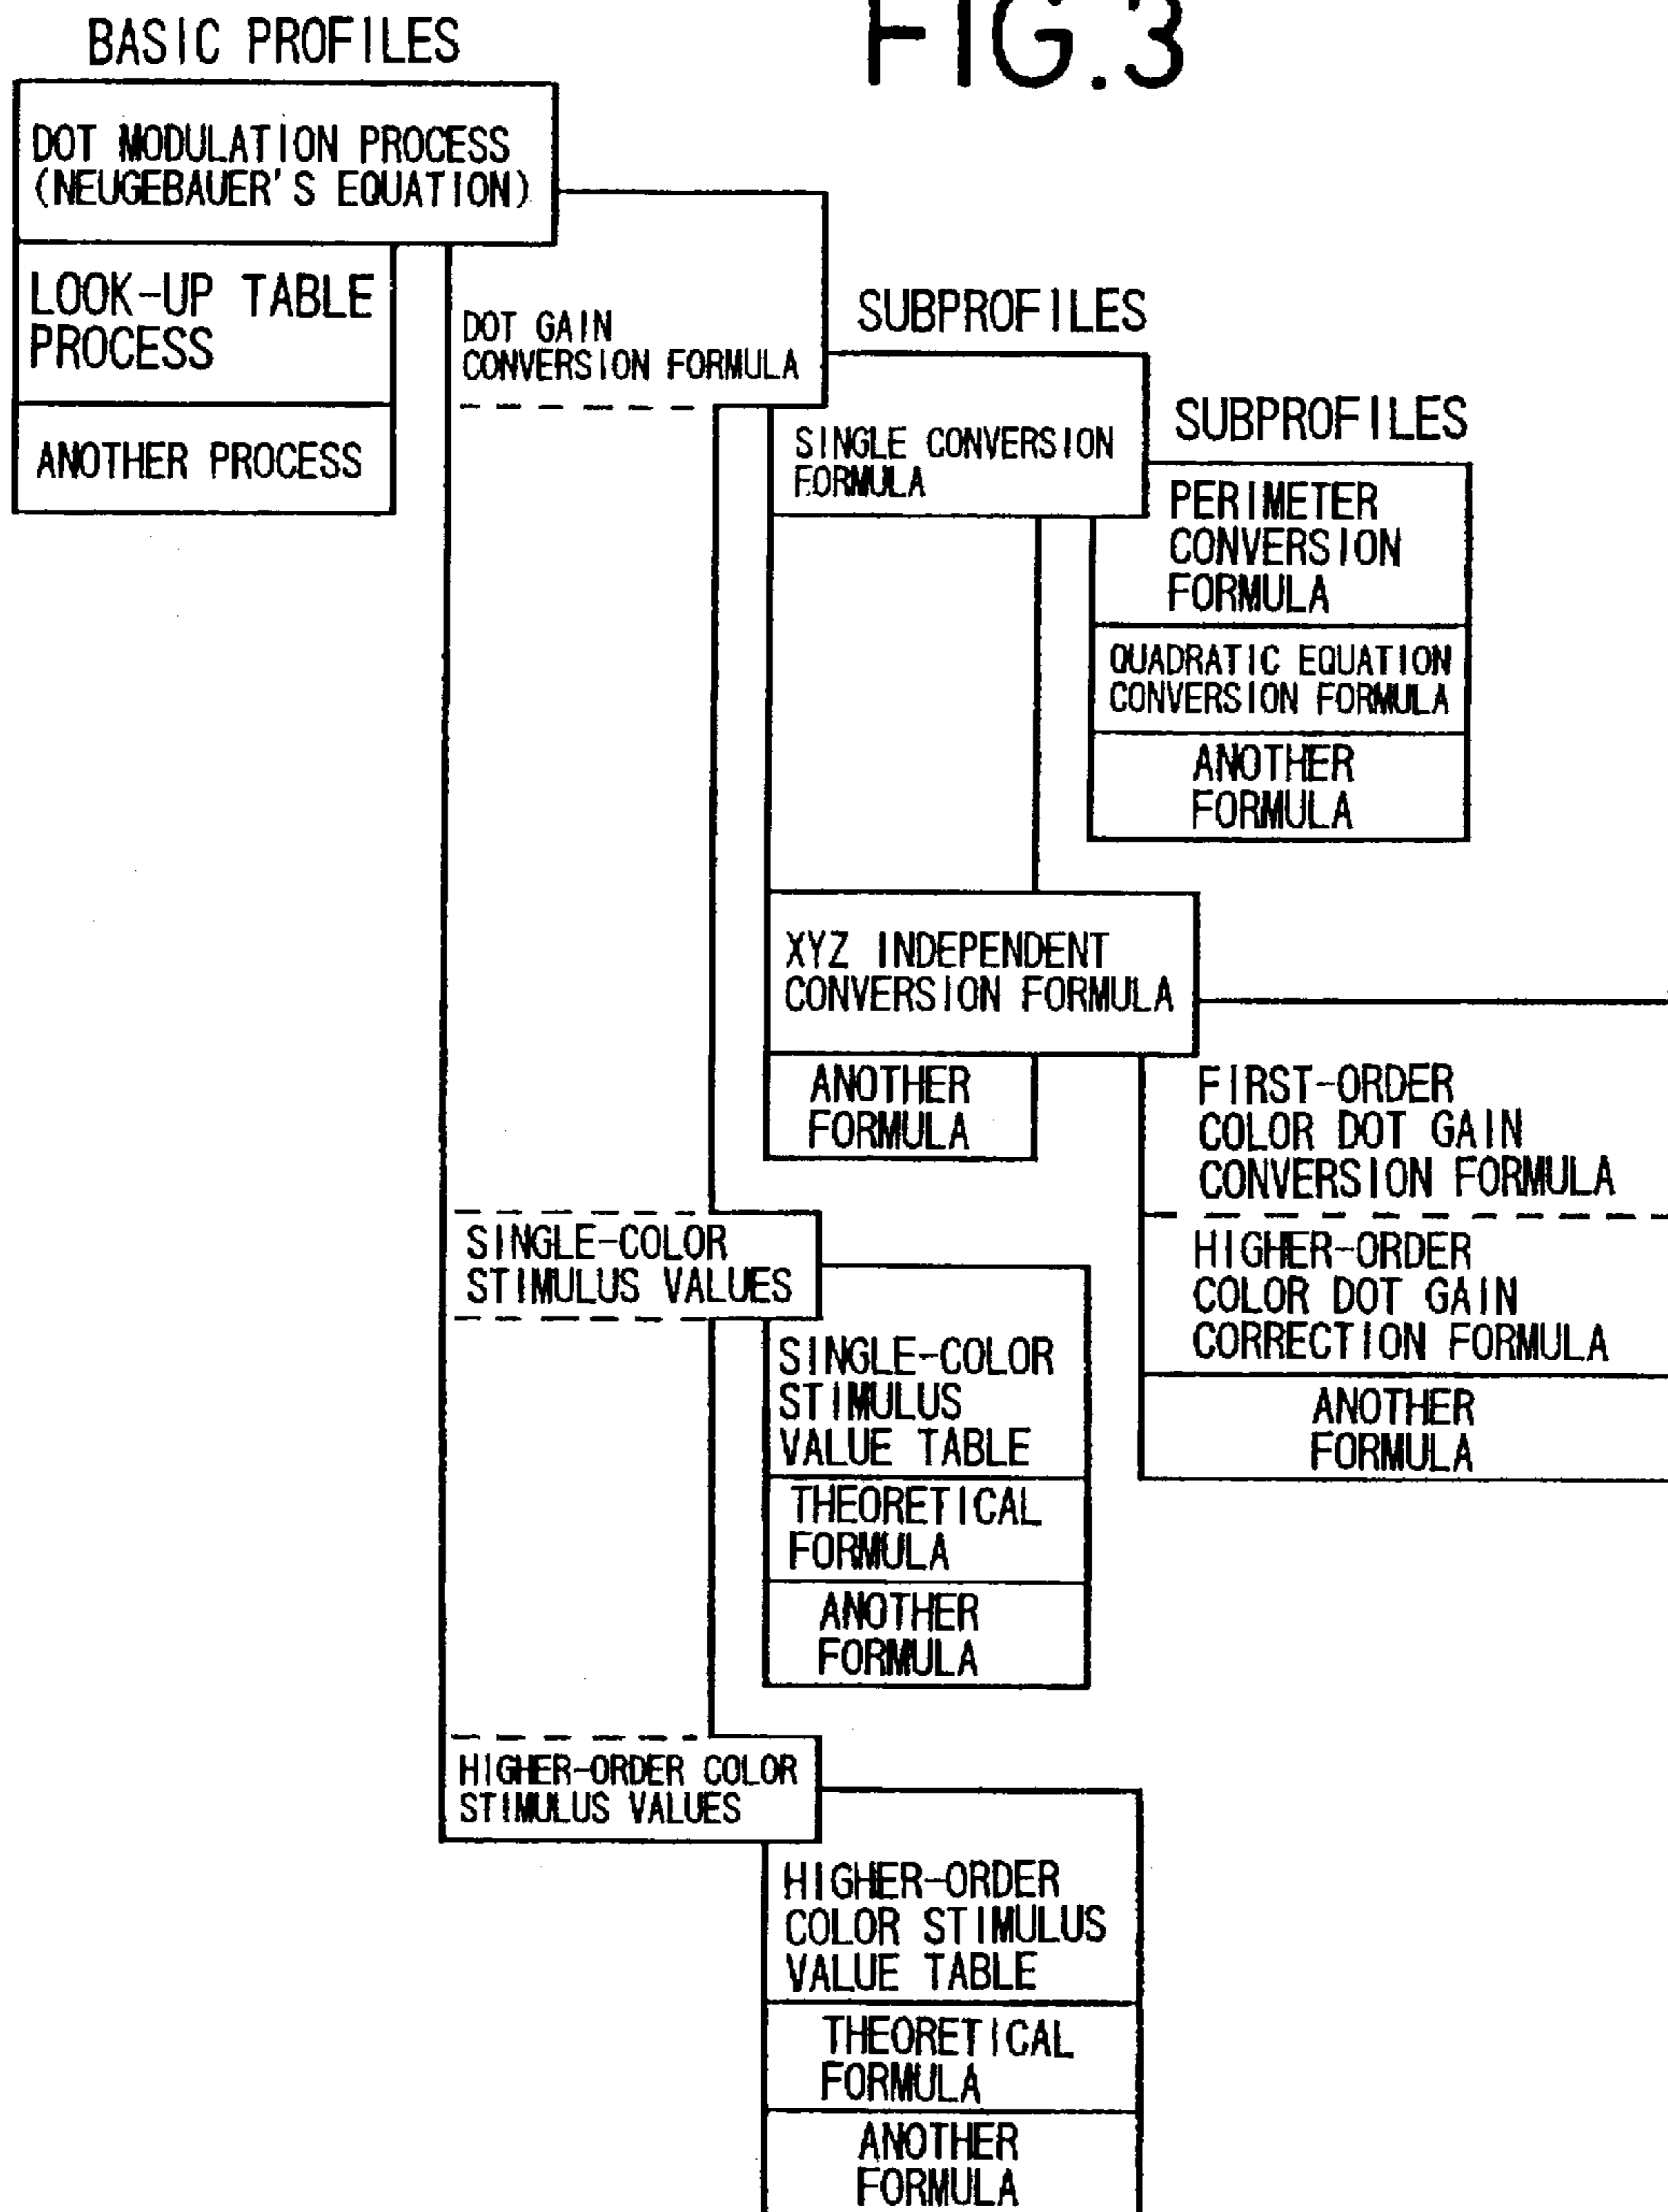 FIG.3
BASIC PROFILES
DOT MODULATION PROCESS
(NEUGEBAUER'S EQUATION)
LOOK-UP TABLE
PROCESS
ANOTHER PROCESS
DOT GAIN
CONVERSION FORMULA
SUBPROFILES
SINGLE CONVERSION
FORMULA
SUBPROFILES
PERIMETER
CONVERSION
FORMULA
QUADRATIC EQUATION
CONVERSION FORMULA
ANOTHER
FORMULA
XYZ INDEPENDENT
CONVERSION FORMULA
ANOTHER
FORMULA
FIRST-ORDER
COLOR DOT GAIN
CONVERSION FORMULA
HIGHER-ORDER
COLOR DOT GAIN
CORRECTION FORMULA
ANOTHER
FORMULA
SINGLE-COLOR
STIMULUS VALUES
SINGLE-COLOR
STIMULUS
VALUE TABLE
THEORETICAL
FORMULA
ANOTHER
FORMULA
HIGHER-ORDER COLOR
STIMULUS VALUES
HIGHER-ORDER
COLOR STIMULUS
VALUE TABLE
THEORETICAL
FORMULA
ANOTHER
FORMULA